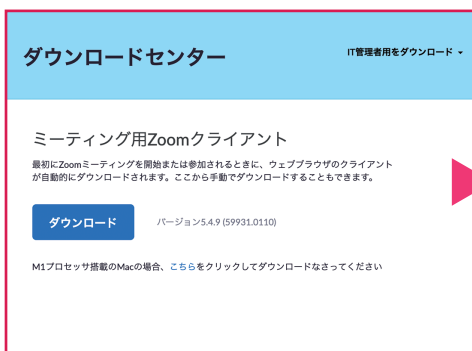 ダウンロードセンター
IT管理者用をダウンロード
ミーティング用Zoomクライアント
最初にZoomミーティングを開始または参加されるときに、ウェブブラウザのクライアント
が自動的にダウンロードされます。ここから手動でダウンロードすることもできます。
ダウンロード
バージョン5.4.9 (59931.0110)
M1プロセッサ搭載のMacの場合、こちらをクリックしてダウンロードなさってください